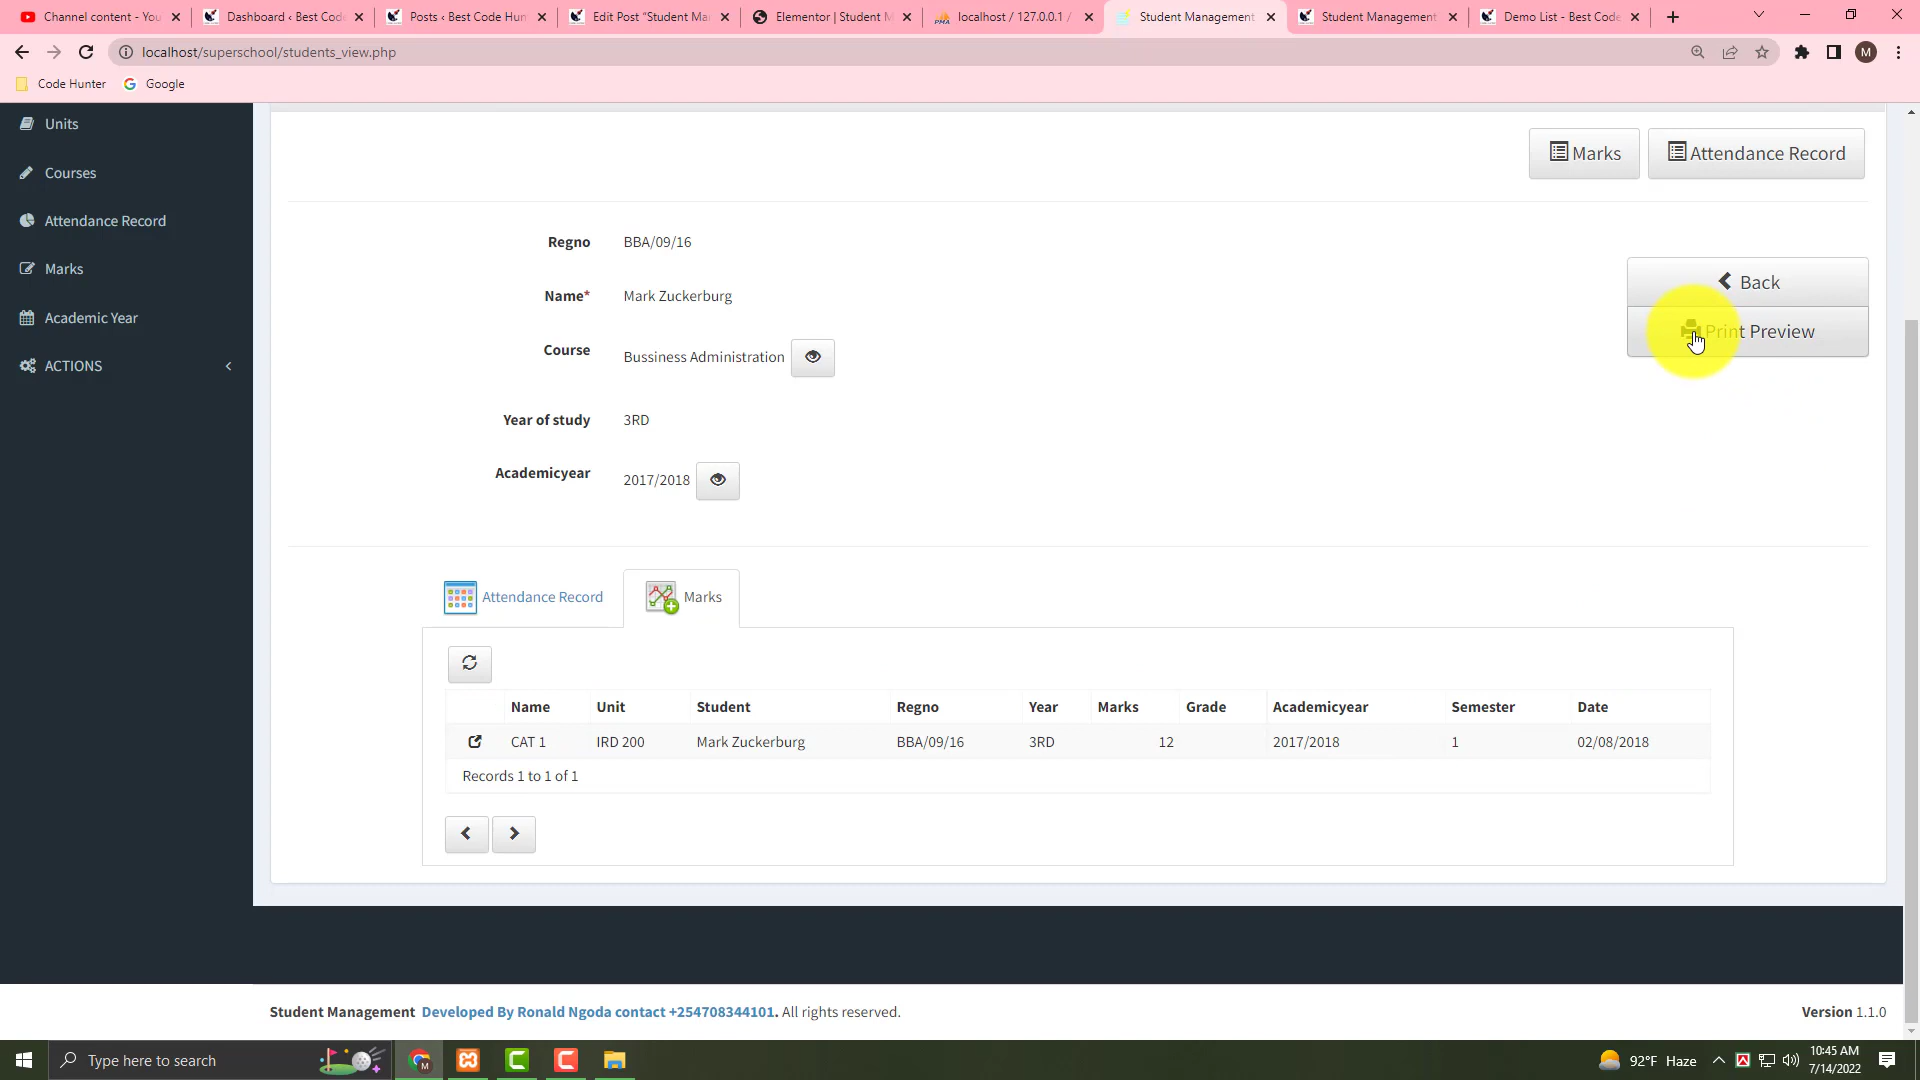 Channel content - You
Dashboard ‹ Best Code
Posts ‹ Best Code Hun
Edit Post "Student Ma
Elementor | Student M
localhost / 127.0.0.1 /
Student Management
Student Management
Demo List - Best Code
localhost/superschool/students_view.php
M
Code Hunter
Google
Units
Courses
Attendance Record
Marks
Academic Year
ACTIONS
Marks
Attendance Record
Regno BBA/09/16
Name* Mark Zuckerburg
Course Bussiness Administration
Year of study 3RD
Academicyear 2017/2018
Back
Print Preview
Attendance Record
Marks
Name Unit Student Regno Year Marks Grade Academicyear Semester Date
CAT 1 IRD 200 Mark Zuckerburg BBA/09/16 3RD 12 2017/2018 1 02/08/2018
Records 1 to 1 of 1
Student Management Developed By Ronald Ngoda contact +254708344101. All rights reserved.
Version 1.1.0
Type here to search
92°F Haze
10:45 AM
7/14/2022